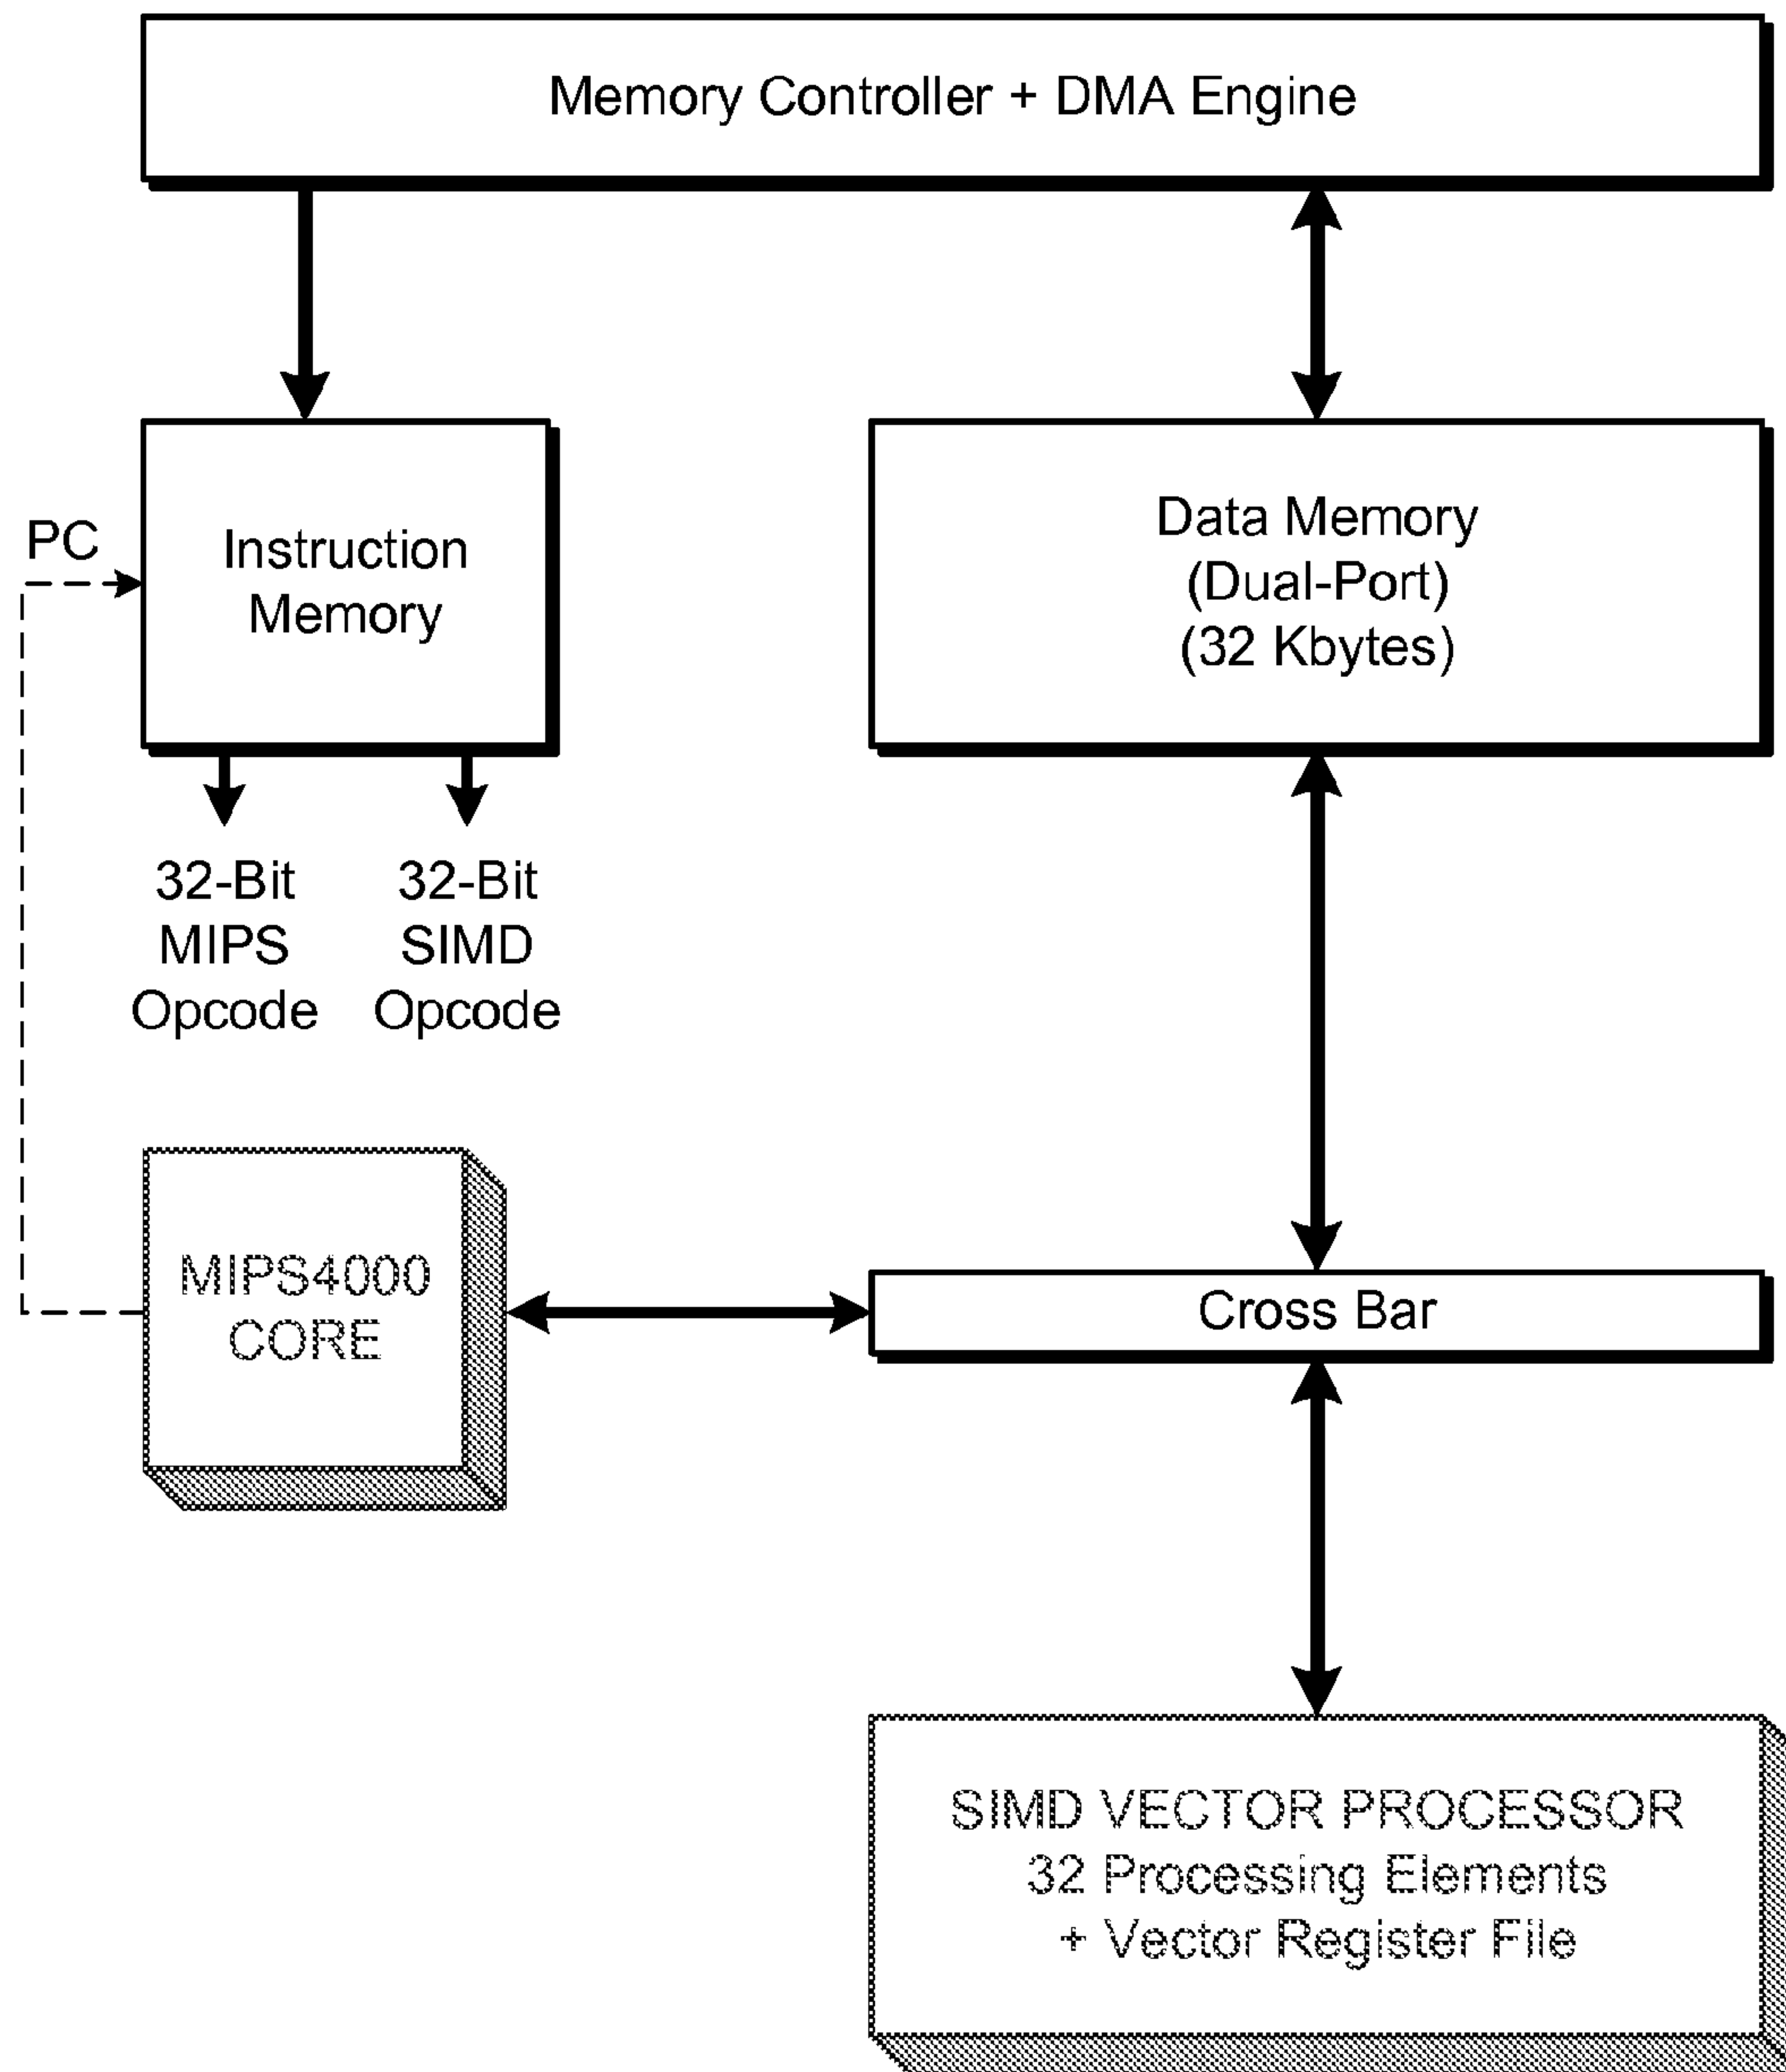 Memory Controller + DMA Engine
PC
Instruction
Memory
Data Memory
(Dual-Port)
(32 Kbytes)
32-Bit
MIPS
Opcode
32-Bit
SIMD
Opcode
MIPS4000
CORE
Cross Bar
SIMD VECTOR PROCESSOR
32 Processing Elements
+ Vector Register File